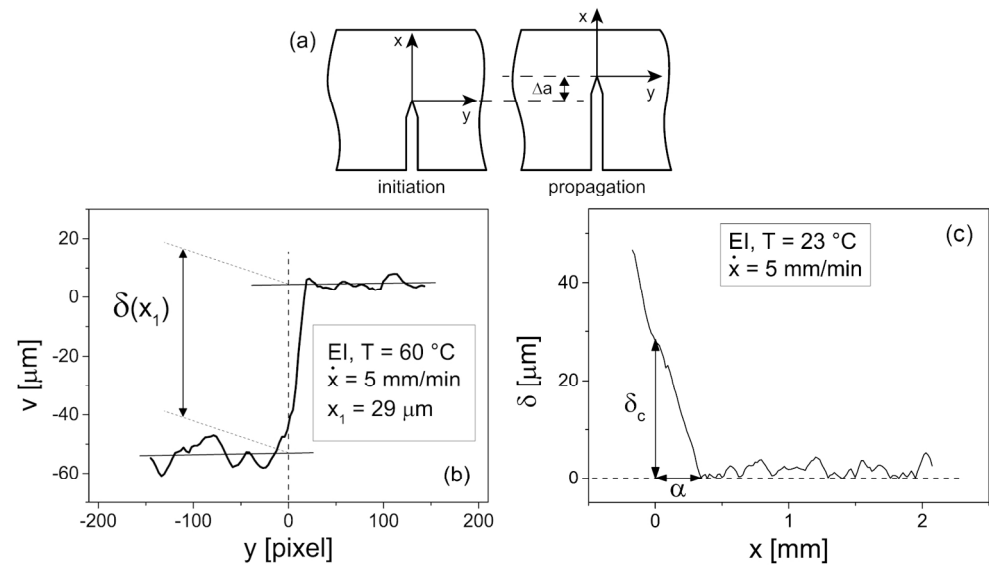 (a)
x
y
Δa
x
y
initiation
propagation
20
0
-20
-40
-60
v [μm]
δ(x₁)
EI, T = 60 °C
ẋ = 5 mm/min
x₁ = 29 μm
(b)
-200
-100
0
100
200
y [pixel]
(c)
EI, T = 23 °C
ẋ = 5 mm/min
40
20
0
δ [μm]
δc
α
0
1
2
x [mm]